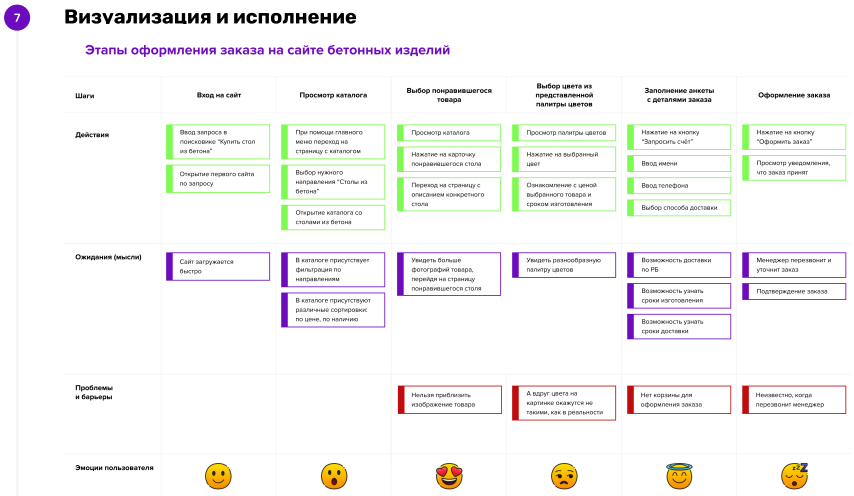 7
Визуализация и исполнение
Этапы оформления заказа на сайте бетонных изделий
Шаги
Вход на сайт
Просмотр каталога
Выбор понравившегося
товара
Выбор цвета из
представленной
палитры цветов
Заполнение анкеты
с деталями заказа
Оформление заказа
Действия
Ввод запроса в
поисковике "Купить стол
из бетона"
Открытие первого сайта
по запросу
При помощи главного
меню переход на
страницу с каталогом
Выбор нужного
направления "Столы из
бетона"
Открытие каталога со
столами из бетона
Просмотр каталога
Нажатие на карточку
понравившегося стола
Переход на страницу с
описанием конкретного
стола
Просмотр палитры цветов
Нажатие на выбранный
цвет
Ознакомление с ценой
выбранного товара и
сроком изготовления
Нажатие на кнопку
"Запросить счёт"
Ввод имени
Ввод телефона
Выбор способа доставки
Нажатие на кнопку
"Оформить заказ"
Просмотр уведомления,
что заказ принят
Ожидания (мысли)
Сайт загружается
быстро
В каталоге присутствует
фильтрация по
направлениям
В каталоге присутствуют
различные сортировки:
по цене, по наличию
Увидеть больше
фотографий товара,
перейдя на страницу
понравившегося столя
Увидеть разнообразную
палитру цветов
Возможность доставки
по РБ
Возможность узнать
сроки изготовления
Возможность узнать
сроки доставки
Менеджер перезвонит и
уточнит заказ
Подтверждение заказа
Проблемы
и барьеры
Нельзя приблизить
изображение товара
А вдруг цвета на
картинке окажутся не
такими, как в реальности
Нет корзины для
оформления заказа
Неизвестно, когда
перезвонит менеджер
Эмоции пользователя